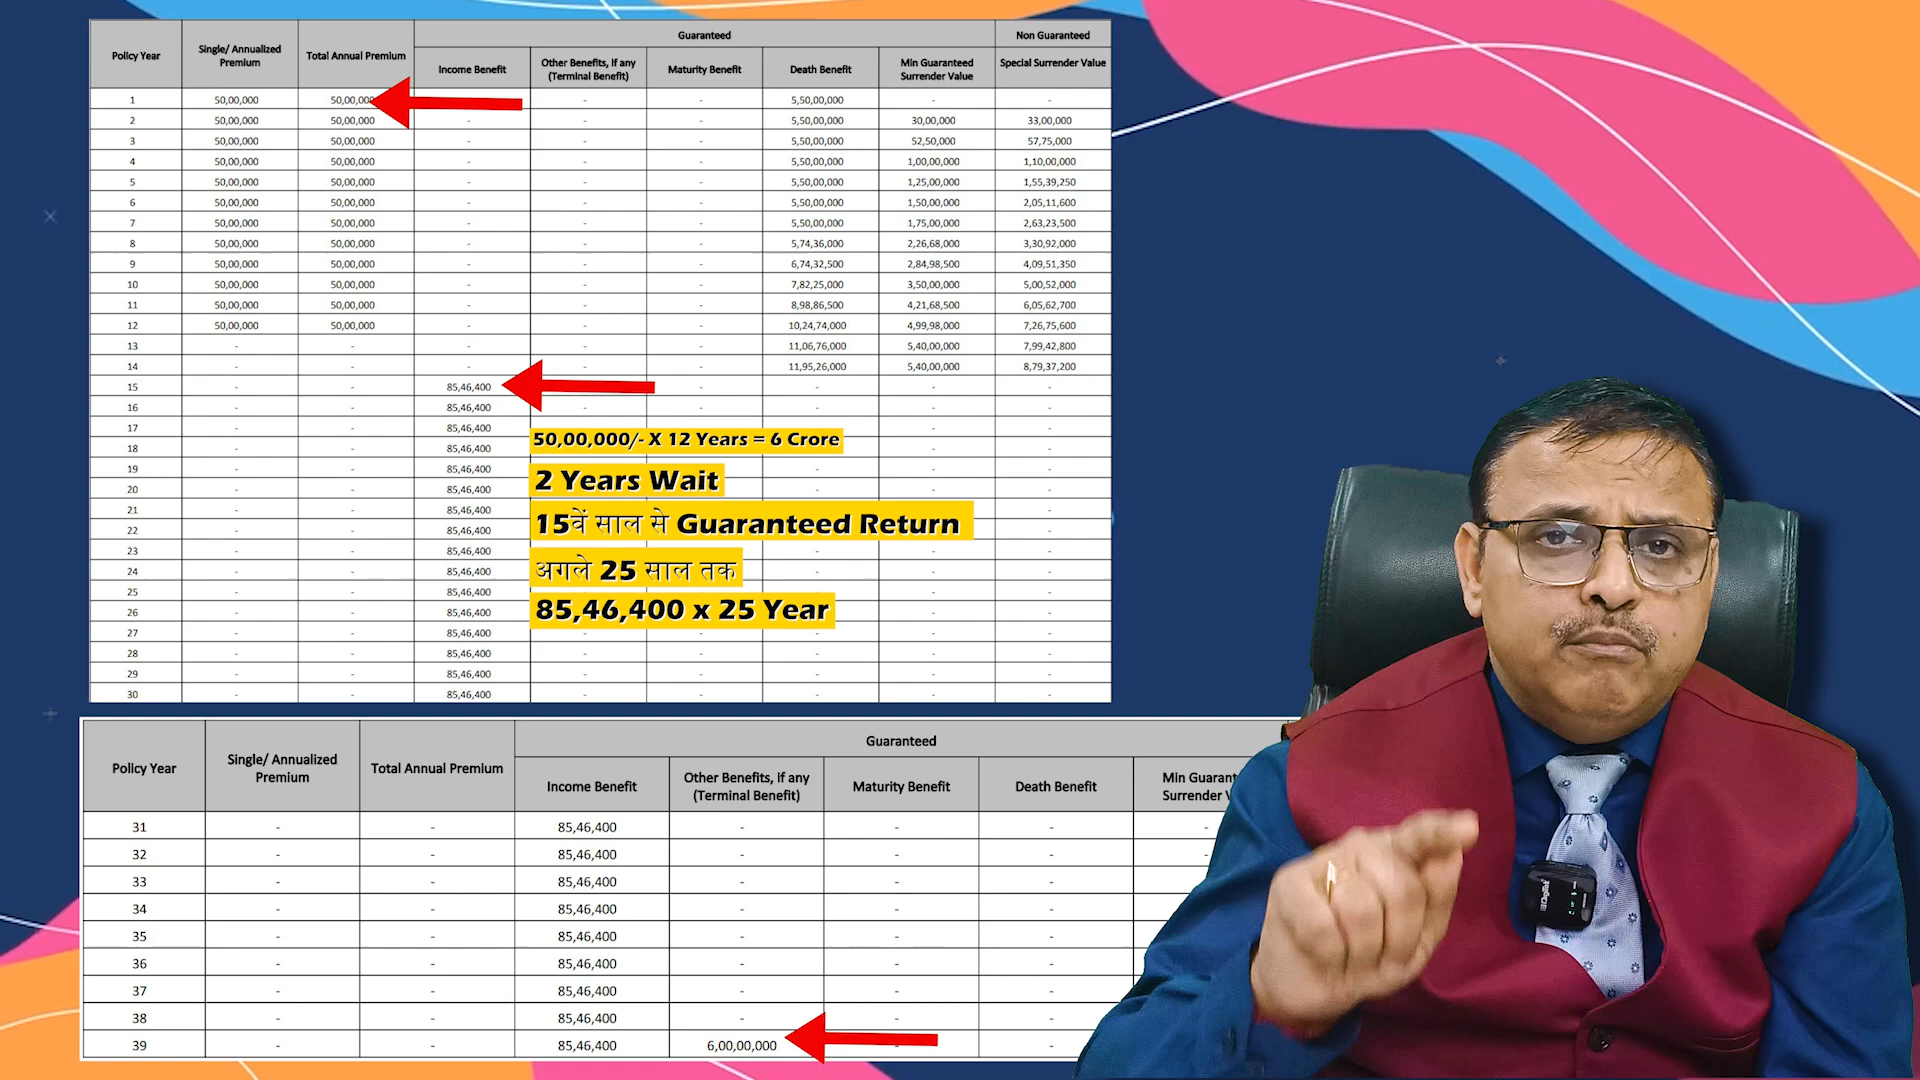 Policy Year Single/ Annualized Premium Total Annual Premium Guaranteed Non Guaranteed
Income Benefit Other Benefits, if any (Terminal Benefit) Maturity Benefit Death Benefit Min Guaranteed Surrender Value Special Surrender Value
1 50,00,000 50,00,000 - - 5,50,00,000 - -
2 50,00,000 50,00,000 - - - 5,50,00,000 30,00,000 33,00,000
3 50,00,000 50,00,000 - - - 5,50,00,000 52,50,000 57,75,000
4 50,00,000 50,00,000 - - - 5,50,00,000 1,00,00,000 1,10,00,000
5 50,00,000 50,00,000 - - - 5,50,00,000 1,25,00,000 1,55,39,250
6 50,00,000 50,00,000 - - - 5,50,00,000 1,50,00,000 2,05,11,600
7 50,00,000 50,00,000 - - - 5,50,00,000 1,75,00,000 2,63,23,500
8 50,00,000 50,00,000 - - - 5,74,36,000 2,26,68,000 3,30,92,000
9 50,00,000 50,00,000 - - - 6,74,32,500 2,84,98,500 4,09,51,350
10 50,00,000 50,00,000 - - - 7,82,25,000 3,50,00,000 5,00,52,000
11 50,00,000 50,00,000 - - - 8,98,86,500 4,21,68,500 6,05,62,700
12 50,00,000 50,00,000 - - - 10,24,74,000 4,99,98,000 7,26,75,600
13 - - - - - 11,06,76,000 5,40,00,000 7,99,42,800
14 - - - - - 11,95,26,000 5,40,00,000 8,79,37,200
15 - - 85,46,400 - - - -
16 - - 85,46,400 - - - - -
17 - - 85,46,400 - -
18 - - 85,46,400 - -
50,00,000/- X 12 Years = 6 Crore
19 - - 85,46,400 - - -
20 - - 85,46,400 - - -
2 Years Wait
21 - - 85,46,400 - -
22 - - 85,46,400 - -
15वें साल से Guaranteed Return
23 - - 85,46,400 - - -
24 - - 85,46,400 - - -
अगले 25 साल तक
25 - - 85,46,400 - - -
26 - - 85,46,400 - -
85,46,400 x 25 Year
27 - - 85,46,400 - - -
28 - - 85,46,400 - - - - -
29 - - 85,46,400 - - - - -
30 - - 85,46,400 - - - - -
Policy Year Single/ Annualized Premium Total Annual Premium Guaranteed
Income Benefit Other Benefits, if any (Terminal Benefit) Maturity Benefit Death Benefit Min Surrender
31 - - 85,46,400 - - - -
32 - - 85,46,400 - - - -
33 - - 85,46,400 - - -
34 - - 85,46,400 - - -
35 - - 85,46,400 - - -
36 - - 85,46,400 - - -
37 - - 85,46,400 - - -
38 - - 85,46,400 - - -
39 - - 85,46,400 6,00,00,000 - -